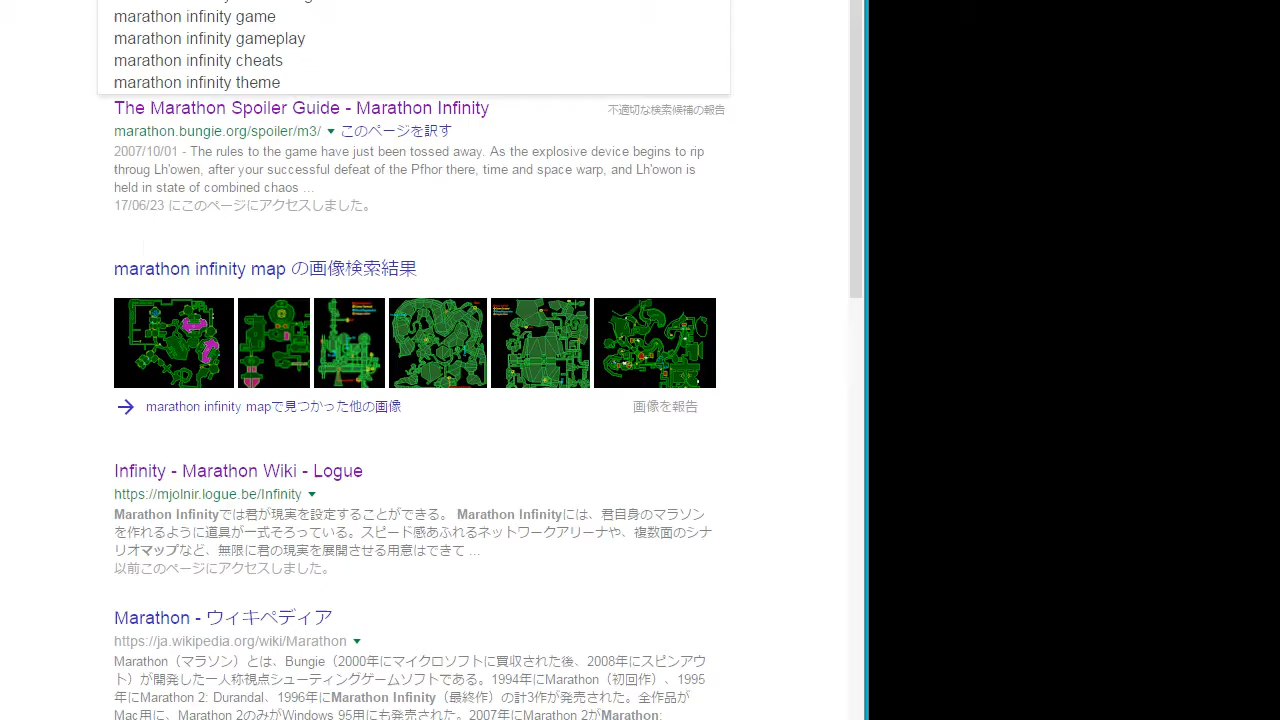 marathon infinity game
marathon infinity gameplay
marathon infinity cheats
marathon infinity theme
The Marathon Spoiler Guide - Marathon Infinity
不適切な検索候補の報告
marathon.bungie.org/spoiler/m3/ ▼ このページを訳す
2007/10/01 - The rules to the game have just been tossed away. As the explosive device begins to rip
throug Lh'owen, after your successful defeat of the Pfhor there, time and space warp, and Lh'owon is
held in state of combined chaos ...
17/06/23 にこのページにアクセスしました。
marathon infinity map の画像検索結果
→ marathon infinity mapで見つかった他の画像
画像を報告
Infinity - Marathon Wiki - Logue
https://mjolnir.logue.be/Infinity ▼
Marathon Infinityでは君が現実を設定することができる。 Marathon Infinityには、君自身のマラソン
を作れるように道具が一式そろっている。スピード感あふれるネットワークアリーナや、複数面のシナ
リオマップなど、無限に君の現実を展開させる用意はできて ...
以前このページにアクセスしました。
Marathon - ウィキペディア
https://ja.wikipedia.org/wiki/Marathon ▼
Marathon（マラソン）とは、Bungie（2000年にマイクロソフトに買収された後、2008年にスピンアウ
ト）が開発した一人称視点シューティングゲームソフトである。1994年にMarathon（初回作）、1995
年にMarathon 2: Durandal、1996年にMarathon Infinity（最終作）の計3作が発売された。全作品が
Mac用に、Marathon 2のみがWindows 95用にも発売された。2007年にMarathon 2がMarathon: